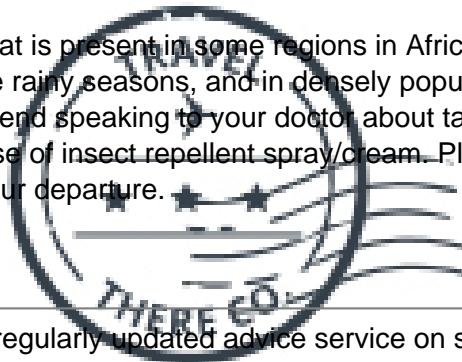 at is present in some regions in Afric
e rainy seasons, and in densely popu
end speaking to your doctor about ta
se of insect repellent spray/cream. Pl
ur departure.
TRAVEL
THERE CO.
regularly updated advice service on s